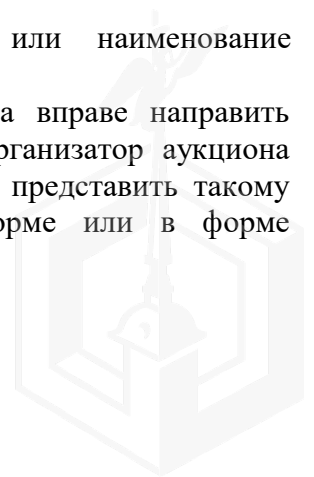 или наименование
а вправе направить
рганизатор аукциона
представить такому
орме или в форме